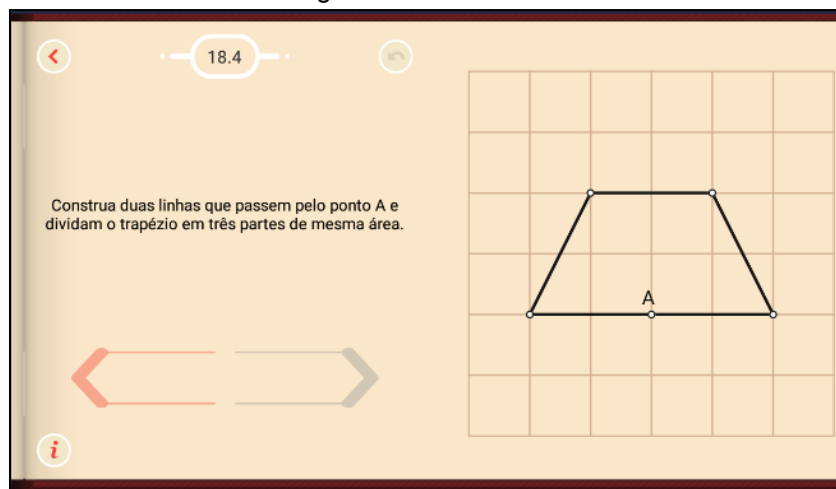 18.4
Construa duas linhas que passem pelo ponto A e
dividam o trapézio em três partes de mesma área.
A
i